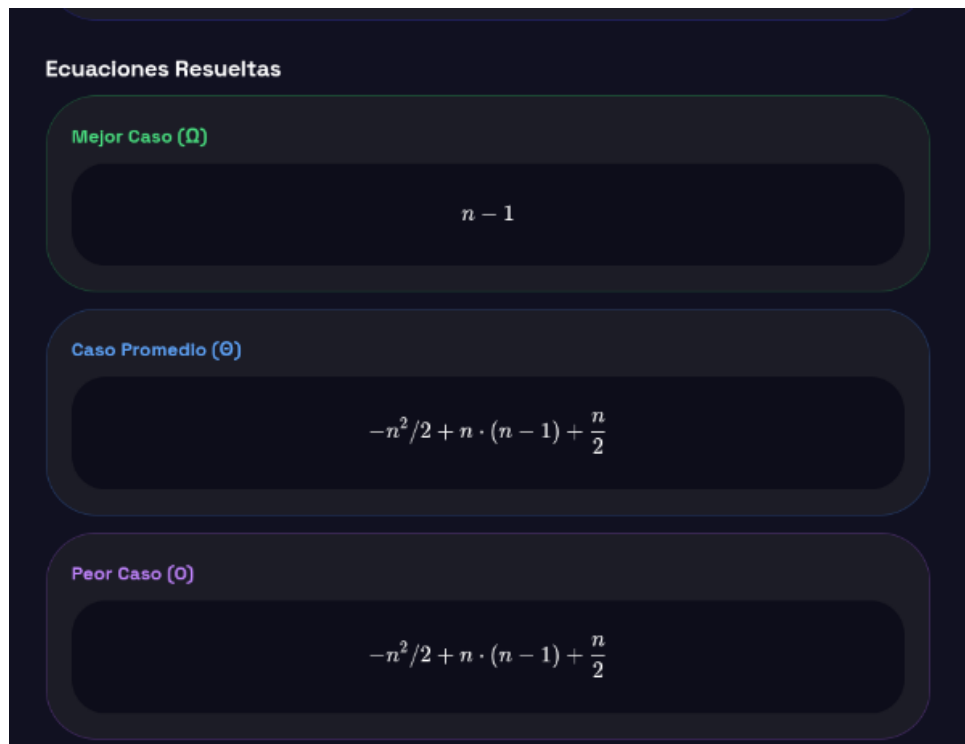 Ecuaciones Resueltas
Mejor Caso (Ω)
n − 1
Caso Promedio (Θ)
−n²/2 + n · (n − 1) + n/2
Peor Caso (O)
−n²/2 + n · (n − 1) + n/2